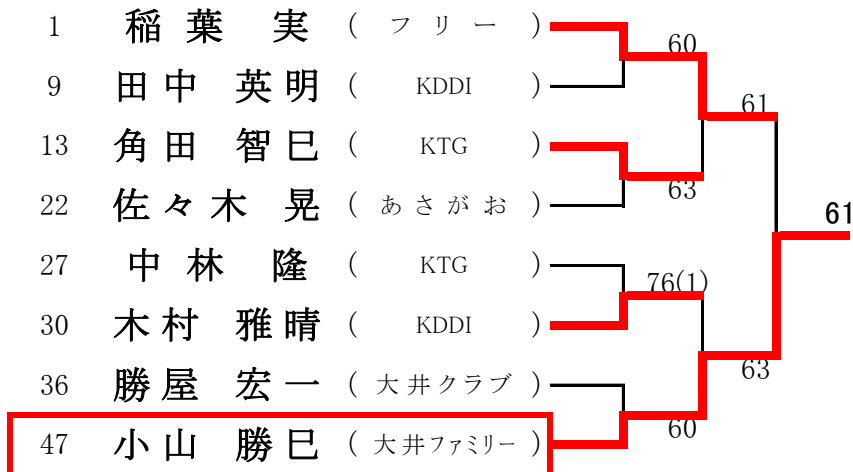 1 稲葉 実 ( フリー )
60
9 田中 英明 ( KDDI )
61
13 角田 智巳 ( KTG )
63
22 佐々木 晃 ( あさがお )
61
27 中林 隆 ( KTG )
76(1)
30 木村 雅晴 ( KDDI )
63
36 勝屋 宏一 ( 大井クラブ )
60
47 小山 勝巳 ( 大井ファミリー )